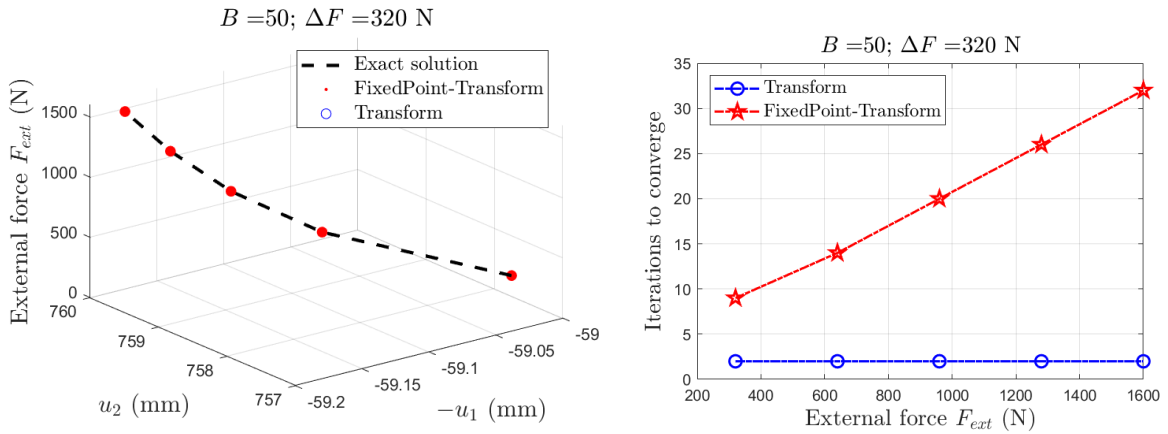 B =50; ΔF =320 N
Exact solution
FixedPoint-Transform
Transform
External force F_ext (N)
1500
1000
500
0
760
759
758
757
u_2 (mm)
-59.2
-59.15
-59.1
-59.05
-59
−u_1 (mm)
B =50; ΔF =320 N
Transform
FixedPoint-Transform
Iterations to converge
35
30
25
20
15
10
5
0
200
400
600
800
1000
1200
1400
1600
External force F_ext (N)